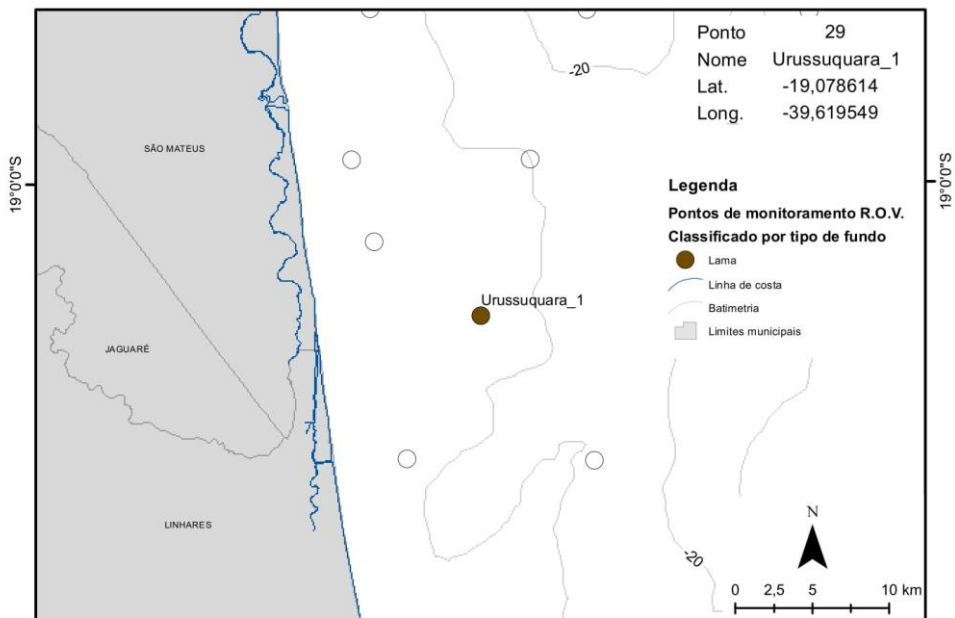 Ponto 29
Nome Urussuquara_1
Lat. -19,078614
Long. -39,619549
-20
SÃO MATEUS
19°0'0"S
19°0'0"S
Legenda
Pontos de monitoramento R.O.V.
Classificado por tipo de fundo
Lama
Linha de costa
Batimetria
Limites municipais
Urussuquara_1
JAGUARÉ
LINHARES
N
-20
0 2,5 5 10 km